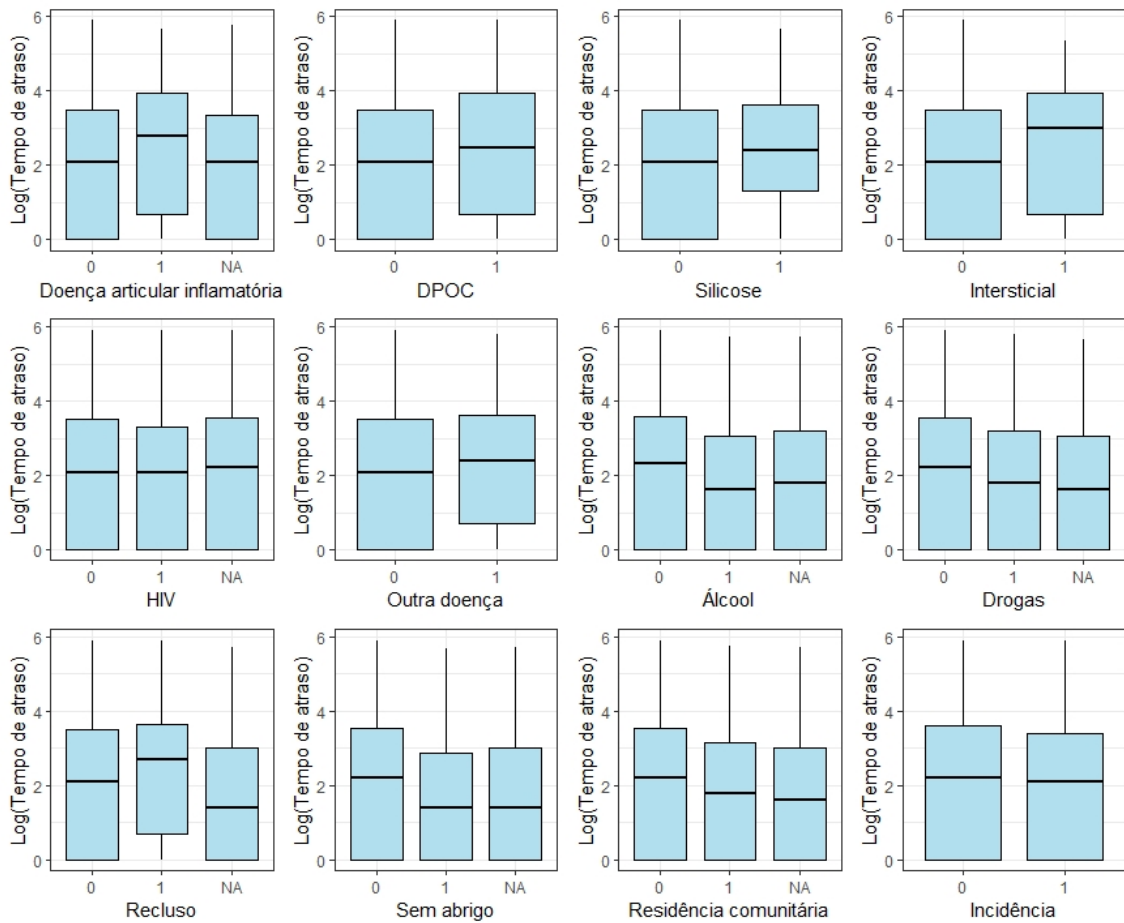 Log(Tempo de atraso)
6
4
2
0
0 1 NA
Doença articular inflamatória
Log(Tempo de atraso)
6
4
2
0
0 1
DPOC
Log(Tempo de atraso)
6
4
2
0
0 1
Silicose
Log(Tempo de atraso)
6
4
2
0
0 1
Intersticial
Log(Tempo de atraso)
6
4
2
0
0 1 NA
HIV
Log(Tempo de atraso)
6
4
2
0
0 1
Outra doença
Log(Tempo de atraso)
6
4
2
0
0 1 NA
Álcool
Log(Tempo de atraso)
6
4
2
0
0 1 NA
Drogas
Log(Tempo de atraso)
6
4
2
0
0 1 NA
Recluso
Log(Tempo de atraso)
6
4
2
0
0 1 NA
Sem abrigo
Log(Tempo de atraso)
6
4
2
0
0 1 NA
Residência comunitária
Log(Tempo de atraso)
6
4
2
0
0 1
Incidência